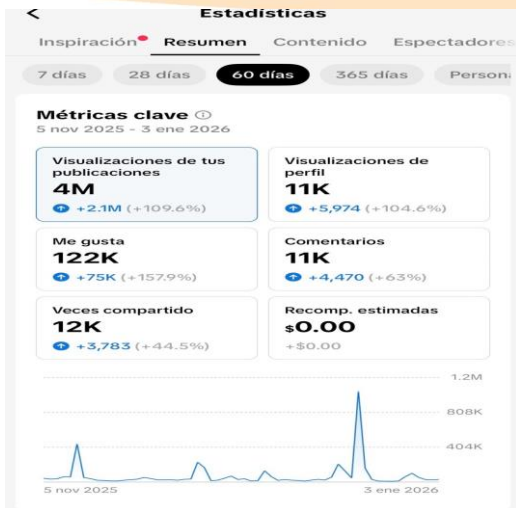 Estadísticas
Inspiración Resumen Contenido Espectadores
7 días 28 días 60 días 365 días Person
Métricas clave
5 nov 2025 - 3 ene 2026
Visualizaciones de tus publicaciones
4M
+2.1M (+109.6%)
Visualizaciones de perfil
11K
+5,974 (+104.6%)
Me gusta
122K
+75K (+157.9%)
Comentarios
11K
+4,470 (+63%)
Veces compartido
12K
+3,783 (+44.5%)
Recomp. estimadas
$0.00
+$0.00
1.2M
808K
404K
5 nov 2025 3 ene 2026